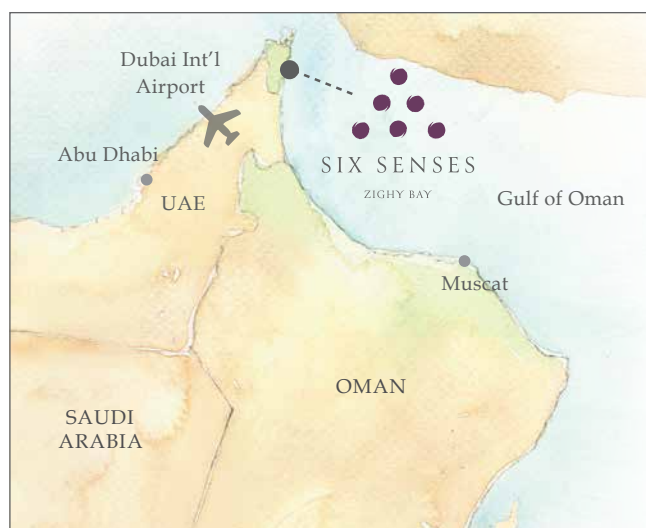 Dubai Int'l
Airport
Abu Dhabi
UAE
SIX SENSES
ZIGHY BAY
Gulf of Oman
Muscat
OMAN
SAUDI
ARABIA